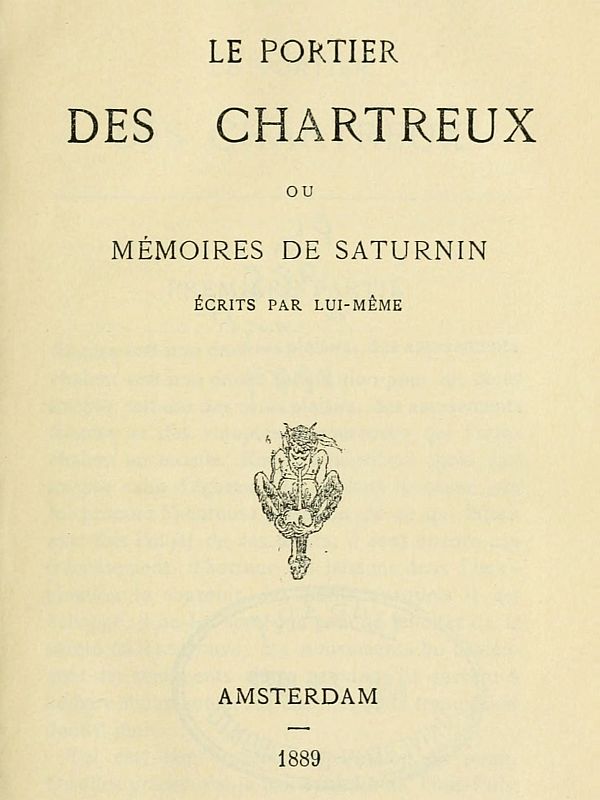 LE PORTIER
DES CHARTREUX
OU
MÉMOIRES DE SATURNIN
ÉCRITS PAR LUI-MÊME
AMSTERDAM
1889